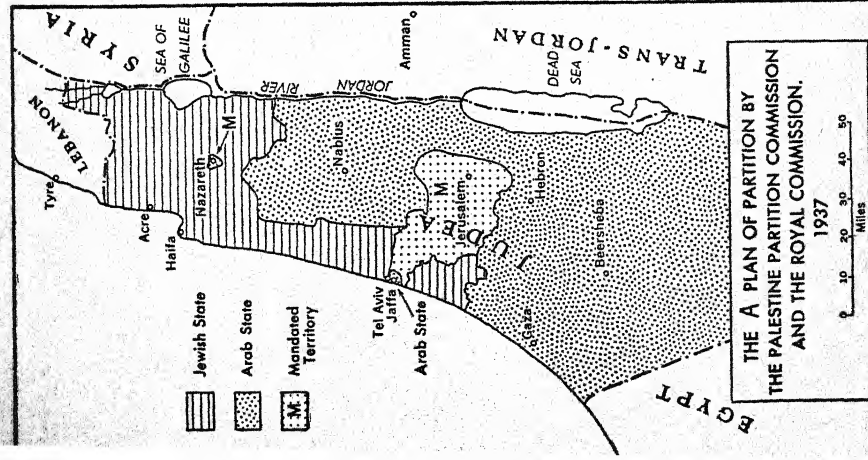 SYRIA
LEBANON
SEA OF
GALILEE
Tyre
Acre
Haifa
Nazareth
M
RIVER JORDAN
Nablus
Amman
TRANS-JORDAN
Tel Aviv
Jaffa
Arab State
M
Jerusalem
JUDEA
DEAD
SEA
Hebron
Gaza
Beersheba
EGYPT
Jewish State
Arab State
M
Mandated
Territory
THE A PLAN OF PARTITION BY
THE PALESTINE PARTITION COMMISSION
AND THE ROYAL COMMISSION.
1937
0 10 20 30 40 50
Miles